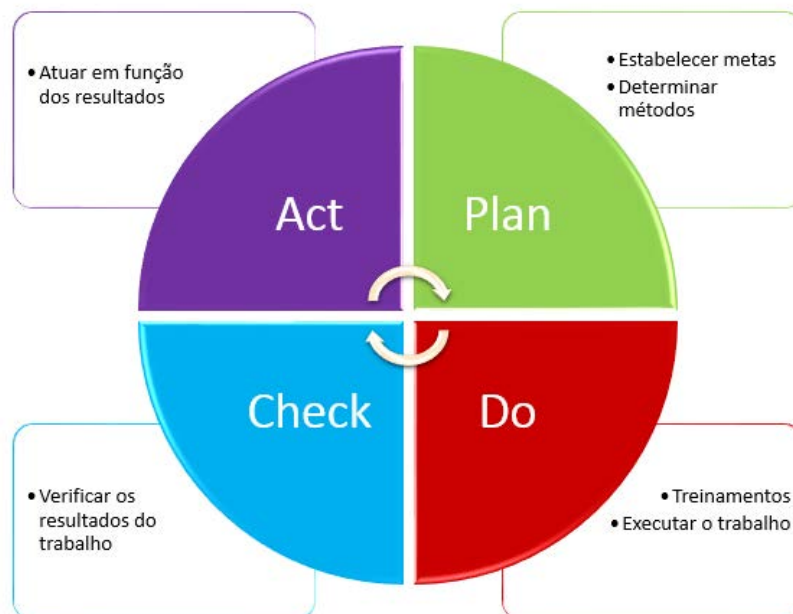 • Atuar em função
dos resultados
• Estabelecer metas
• Determinar
métodos
Act
Plan
Check
Do
• Verificar os
resultados do
trabalho
• Treinamentos
• Executar o trabalho